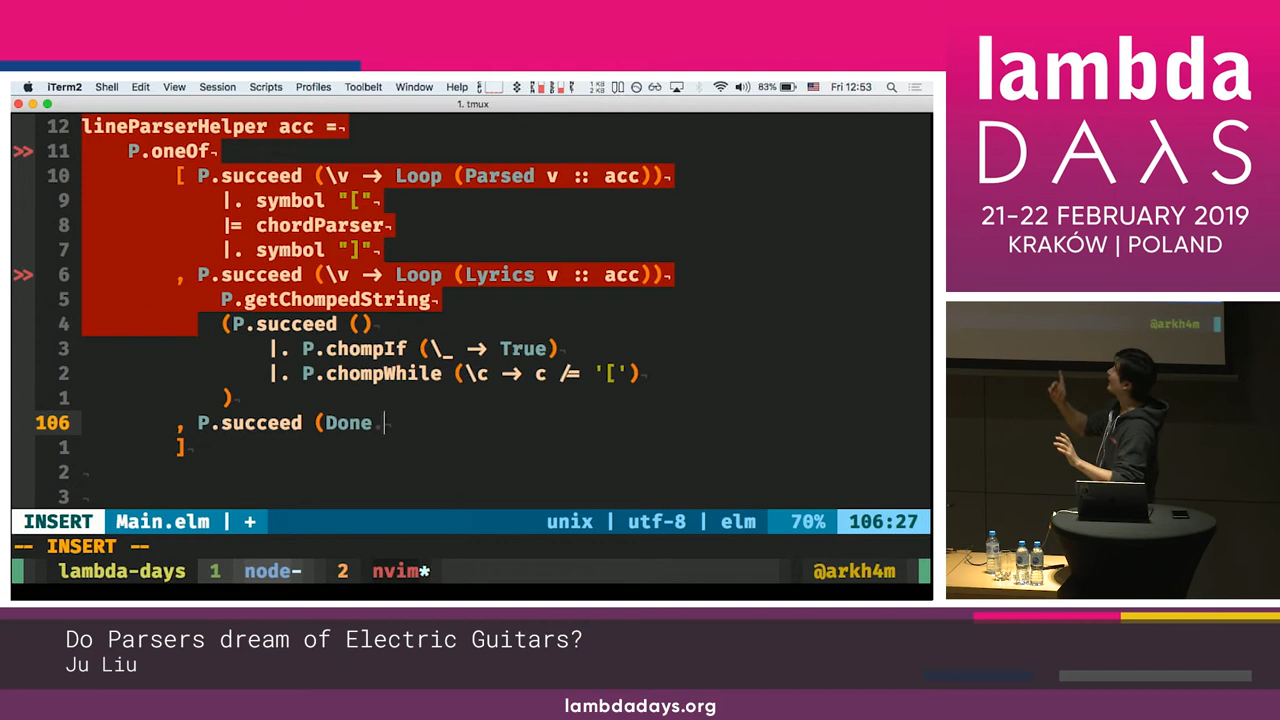 iTerm2 Shell Edit View Session Scripts Profiles Toolbelt Window Help 83% Fri 12:53
1. tmux
12 lineParserHelper acc =
>> 11 P.oneOf
10 [ P.succeed (\v → Loop (Parsed v :: acc))
9 |. symbol "["
8 |= chordParser
7 |. symbol "]"
>> 6 , P.succeed (\v → Loop (Lyrics v :: acc))
5 P.getChompedString
4 (P.succeed ()
3 |. P.chompIf (\_ → True)
2 |. P.chompWhile (\c → c /= '[')
1 )
106 , P.succeed (Done
1 ]
2
3
INSERT Main.elm | + unix | utf-8 | elm 70% 106:27
-- INSERT --
lambda-days 1 node- 2 nvim* @arkh4m
lambda
DAλS
21-22 FEBRUARY 2019
KRAKÓW | POLAND
@arkh4m
Do Parsers dream of Electric Guitars?
Ju Liu
lambdadays.org